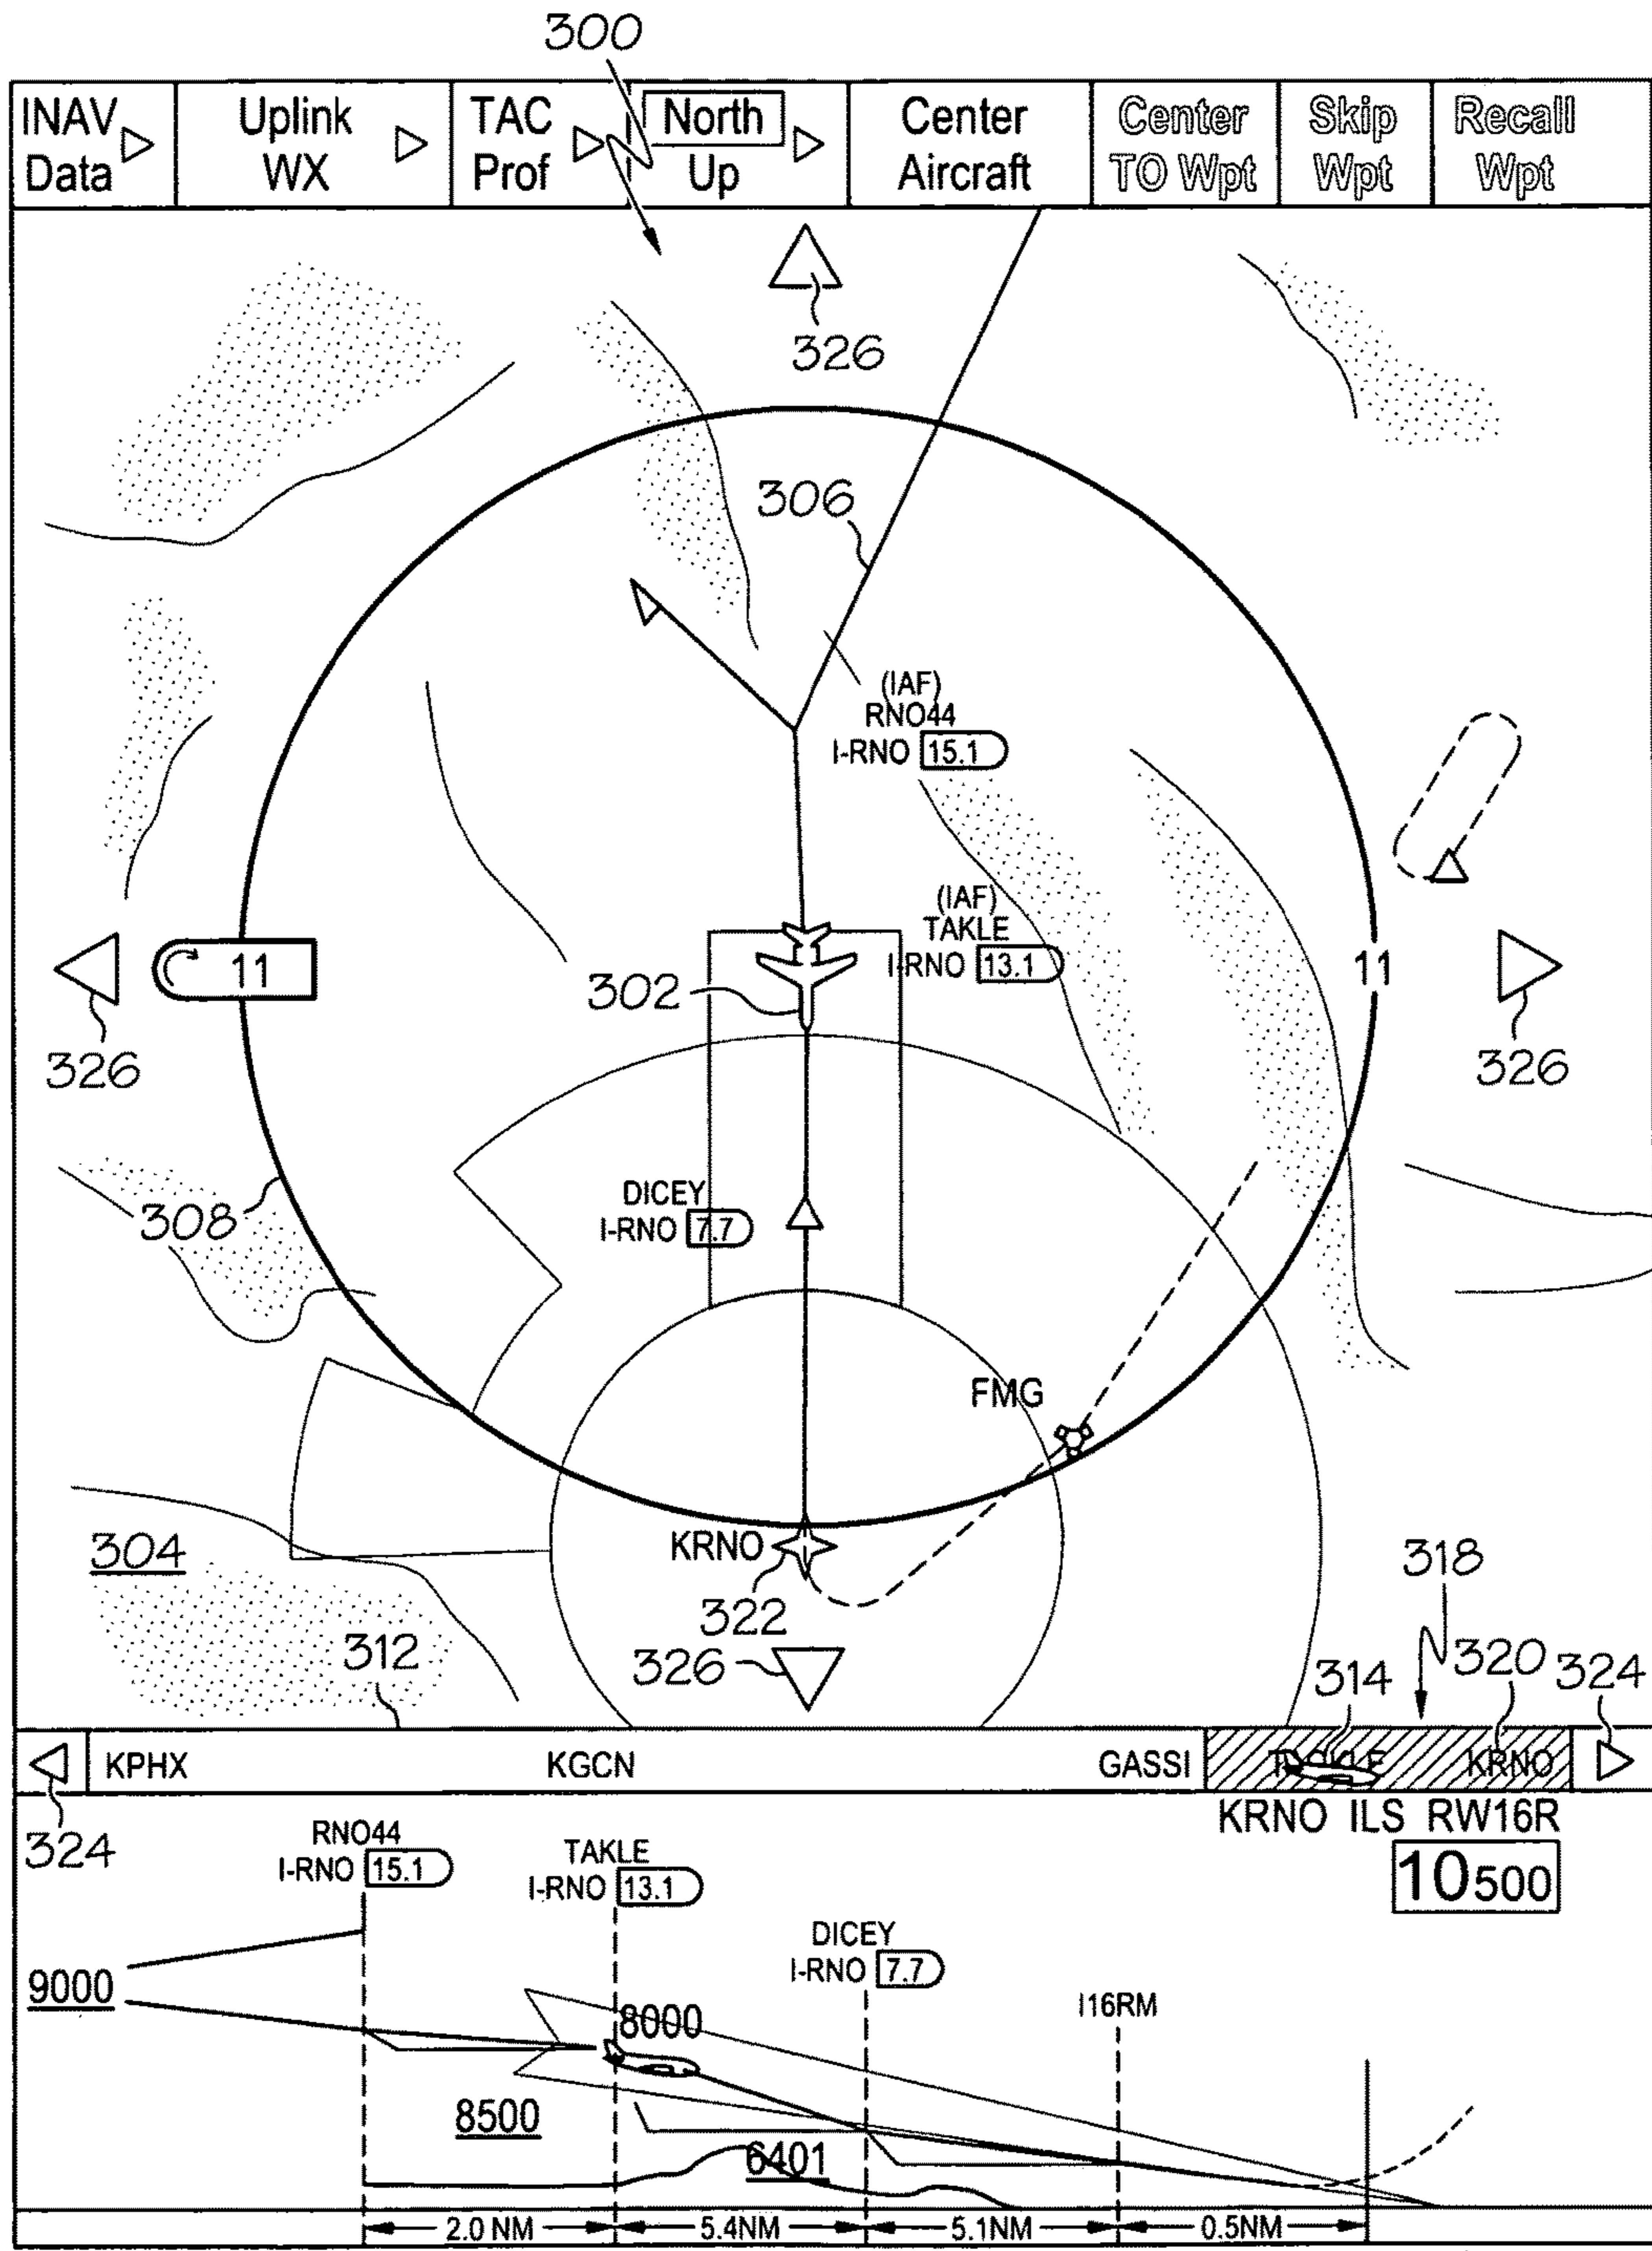 300
INAV Data
Uplink WX
TAC Prof
North Up
Center Aircraft
Center TO Wpt
Skip Wpt
Recall Wpt
326
306
(IAF)
RNO44
I-RNO 15.1
(IAF)
TAKLE
I-RNO 13.1
11
302
11
326
326
DICEY
I-RNO 7.7
308
FMG
KRNO
304
322
318
312
326
314
320
324
KPHX
KGCN
GASSI
KRNO
KRNO ILS RW16R
324
RNO44
I-RNO 15.1
TAKLE
I-RNO 13.1
10500
DICEY
I-RNO 7.7
9000
I16RM
8000
8500
6401
2.0 NM
5.4NM
5.1NM
0.5NM